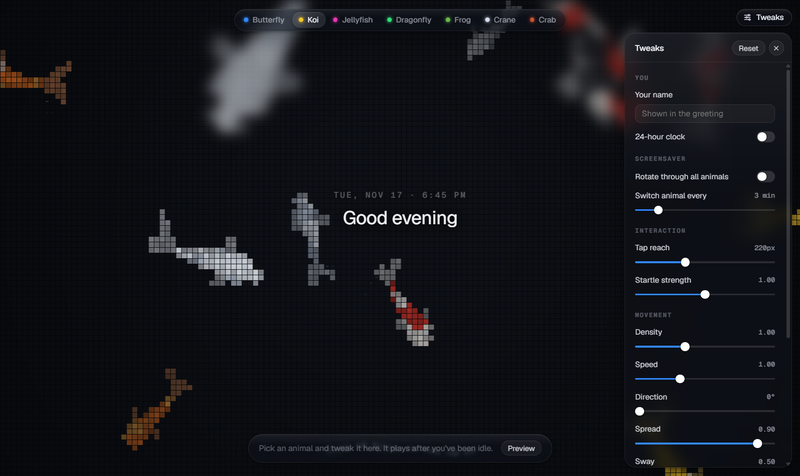 Butterfly Koi Jellyfish Dragonfly Frog Crane Crab
Tweaks
Tweaks Reset
YOU
Your name
Shown in the greeting
24-hour clock
SCREENSAVER
Rotate through all animals
Switch animal every 3 min
INTERACTION
Tap reach 220px
Startle strength 1.00
MOVEMENT
Density 1.00
Speed 1.00
Direction 0°
Spread 0.90
Sway 0.50
TUE, NOV 17 · 6:45 PM
Good evening
Pick an animal and tweak it here. It plays after you've been idle. Preview